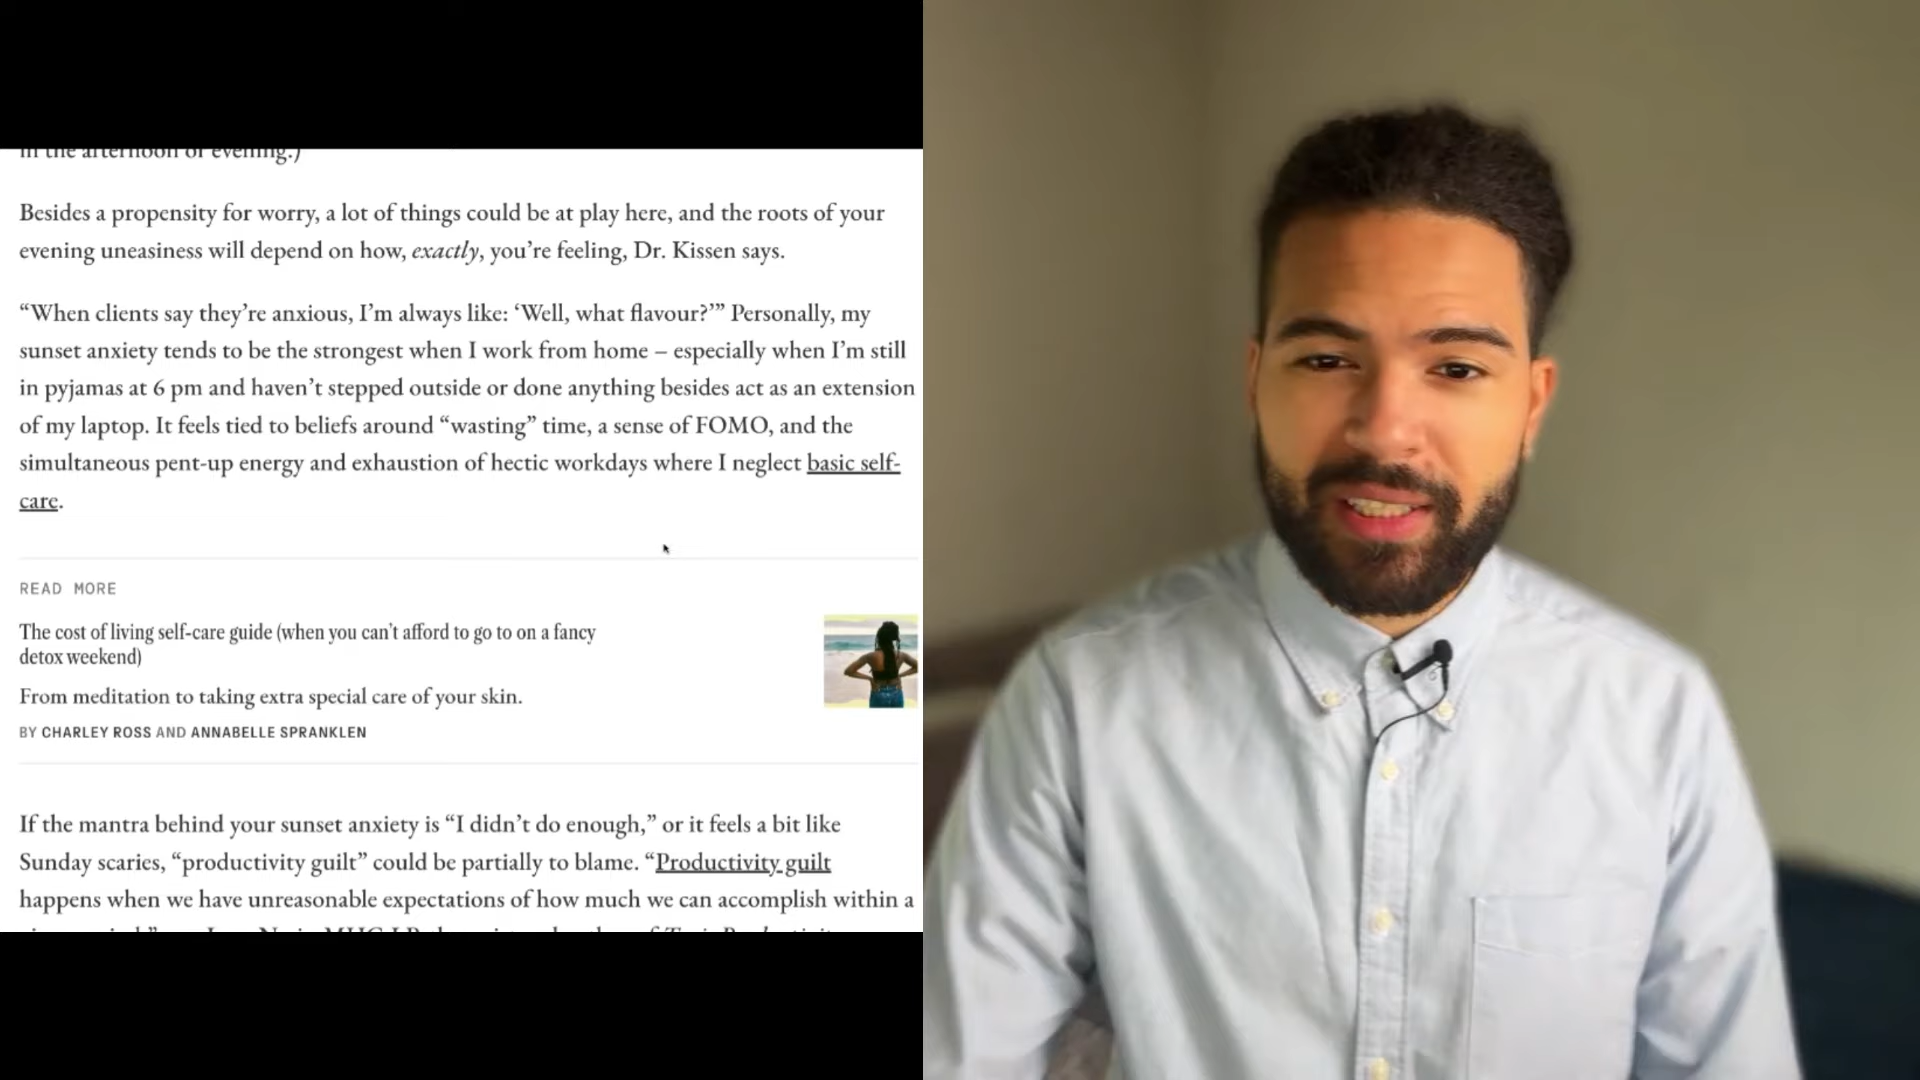 in the afternoon or evening.)
Besides a propensity for worry, a lot of things could be at play here, and the roots of your
evening uneasiness will depend on how, exactly, you’re feeling, Dr. Kissen says.
“When clients say they’re anxious, I’m always like: ‘Well, what flavour?’” Personally, my
sunset anxiety tends to be the strongest when I work from home – especially when I’m still
in pyjamas at 6 pm and haven’t stepped outside or done anything besides act as an extension
of my laptop. It feels tied to beliefs around “wasting” time, a sense of FOMO, and the
simultaneous pent-up energy and exhaustion of hectic workdays where I neglect basic self-
care.
READ MORE
The cost of living self-care guide (when you can’t afford to go to on a fancy
detox weekend)
From meditation to taking extra special care of your skin.
BY CHARLEY ROSS AND ANNABELLE SPRANKLEN
If the mantra behind your sunset anxiety is “I didn’t do enough,” or it feels a bit like
Sunday scaries, “productivity guilt” could be partially to blame. “Productivity guilt
happens when we have unreasonable expectations of how much we can accomplish within a